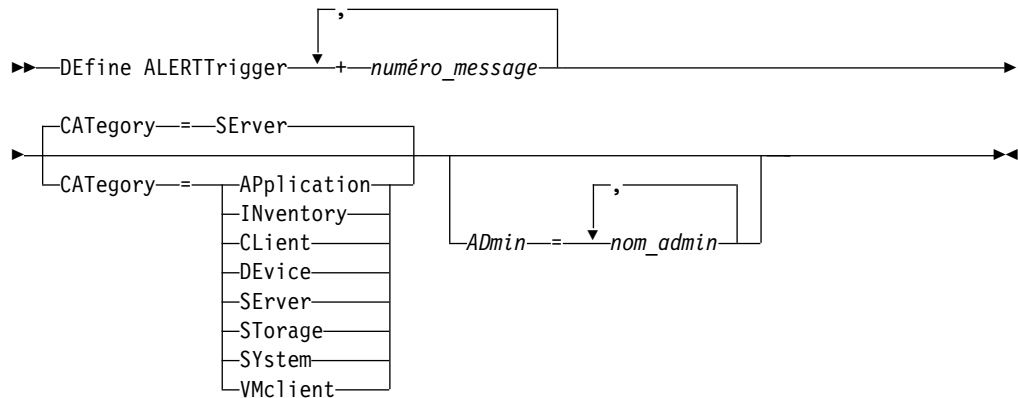 ,
DEfine ALERTTrigger + numéro_message
CATegory = SErver
CATegory = APplication
INventory
CLient
DEvice
SErver
STorage
SYstem
VMclient
,
ADmin = nom_admin